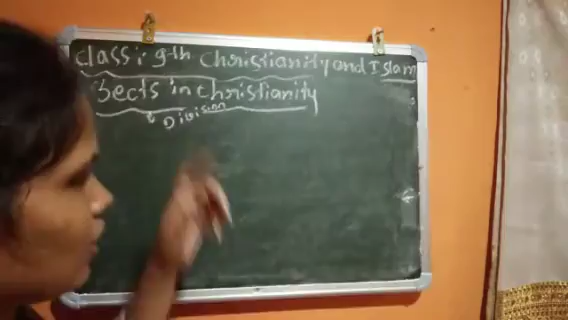 class: 9th Christianity and Islam
Sects in christianity
Division